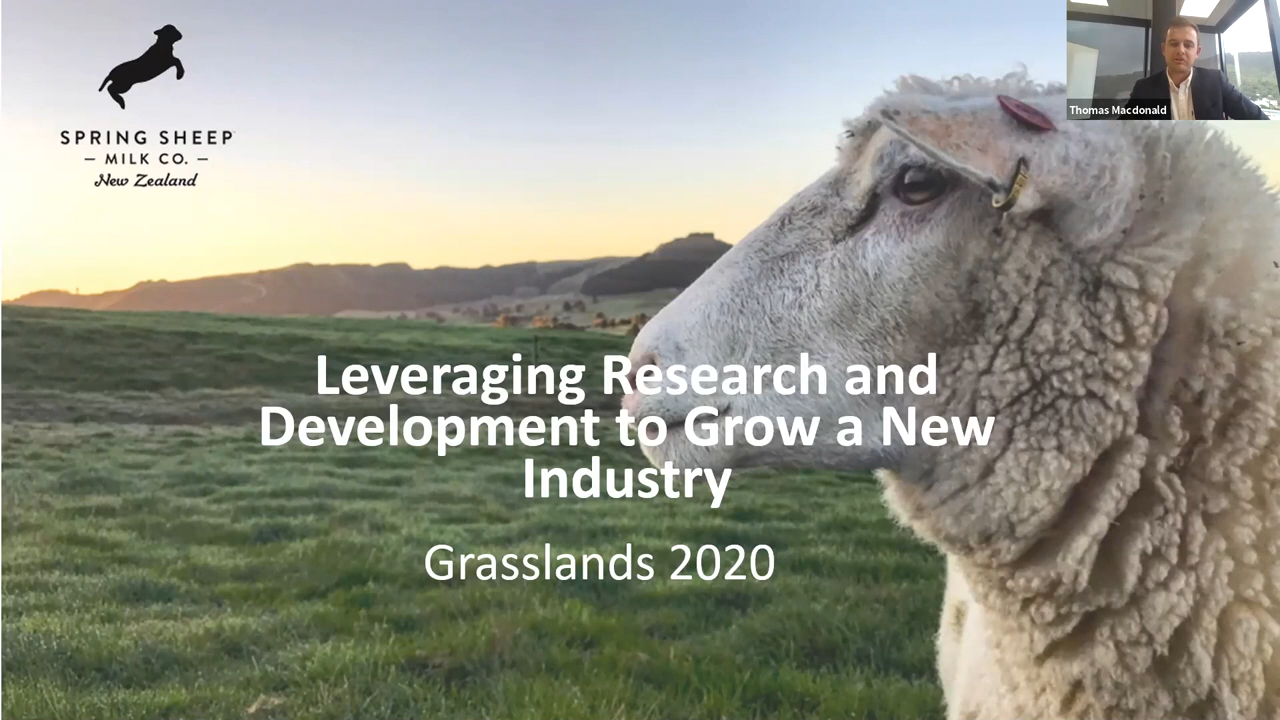 SPRING SHEEP
– MILK CO. –
New Zealand
Thomas Macdonald
Leveraging Research and
Development to Grow a New
Industry
Grasslands 2020